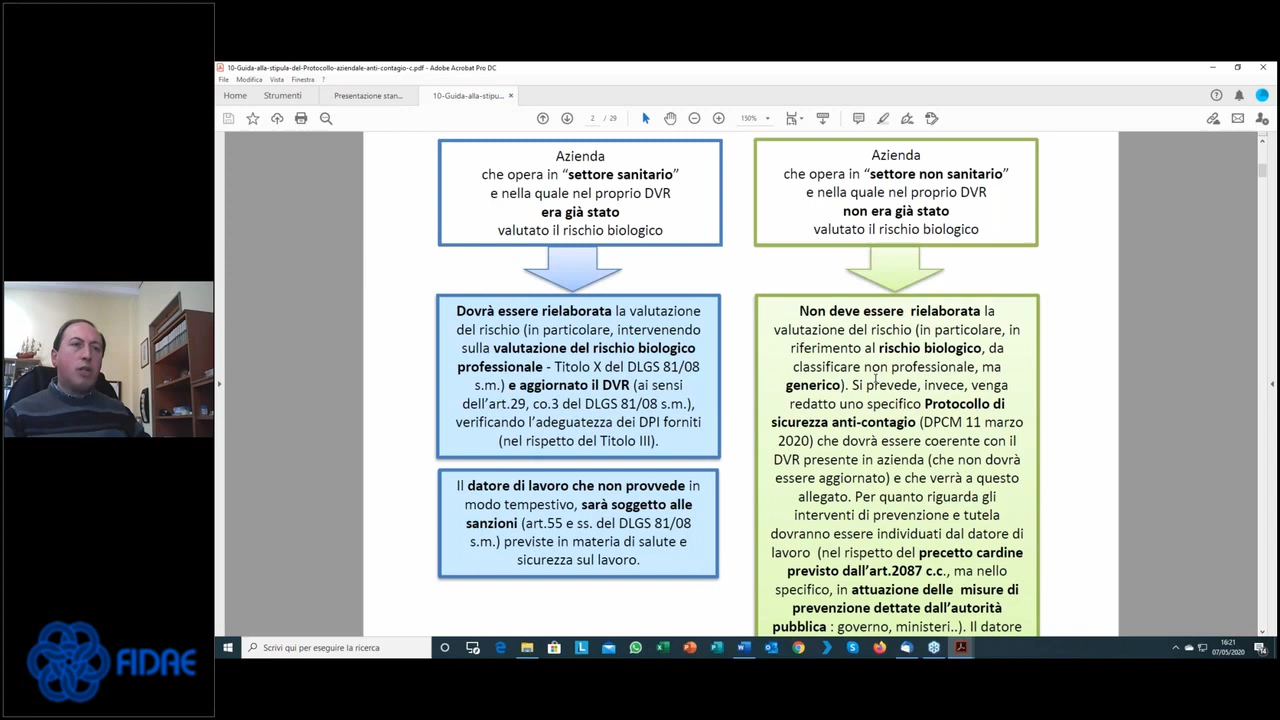 10-Guida-alla-stipula-del-Protocollo-aziendale-anti-contagio-c.pdf - Adobe Acrobat Pro DC
File Modifica Vista Finestra ?
Home Strumenti Presentazione stan... 10-Guida-alla-stipu... ×
2 / 29 150%
Azienda
che opera in “settore sanitario”
e nella quale nel proprio DVR
era già stato
valutato il rischio biologico
Dovrà essere rielaborata la valutazione
del rischio (in particolare, intervenendo
sulla valutazione del rischio biologico
professionale - Titolo X del DLGS 81/08
s.m.) e aggiornato il DVR (ai sensi
dell’art.29, co.3 del DLGS 81/08 s.m.),
verificando l’adeguatezza dei DPI forniti
(nel rispetto del Titolo III).
Il datore di lavoro che non provvede in
modo tempestivo, sarà soggetto alle
sanzioni (art.55 e ss. del DLGS 81/08
s.m.) previste in materia di salute e
sicurezza sul lavoro.
Azienda
che opera in “settore non sanitario”
e nella quale nel proprio DVR
non era già stato
valutato il rischio biologico
Non deve essere rielaborata la
valutazione del rischio (in particolare, in
riferimento al rischio biologico, da
classificare non professionale, ma
generico). Si prevede, invece, venga
redatto uno specifico Protocollo di
sicurezza anti-contagio (DPCM 11 marzo
2020) che dovrà essere coerente con il
DVR presente in azienda (che non dovrà
essere aggiornato) e che verrà a questo
allegato. Per quanto riguarda gli
interventi di prevenzione e tutela
dovranno essere individuati dal datore di
lavoro (nel rispetto del precetto cardine
previsto dall’art.2087 c.c., ma nello
specifico, in attuazione delle misure di
prevenzione dettate dall’autorità
pubblica : governo, ministeri..). Il datore
Scrivi qui per eseguire la ricerca
16:21
07/05/2020
FIDAE